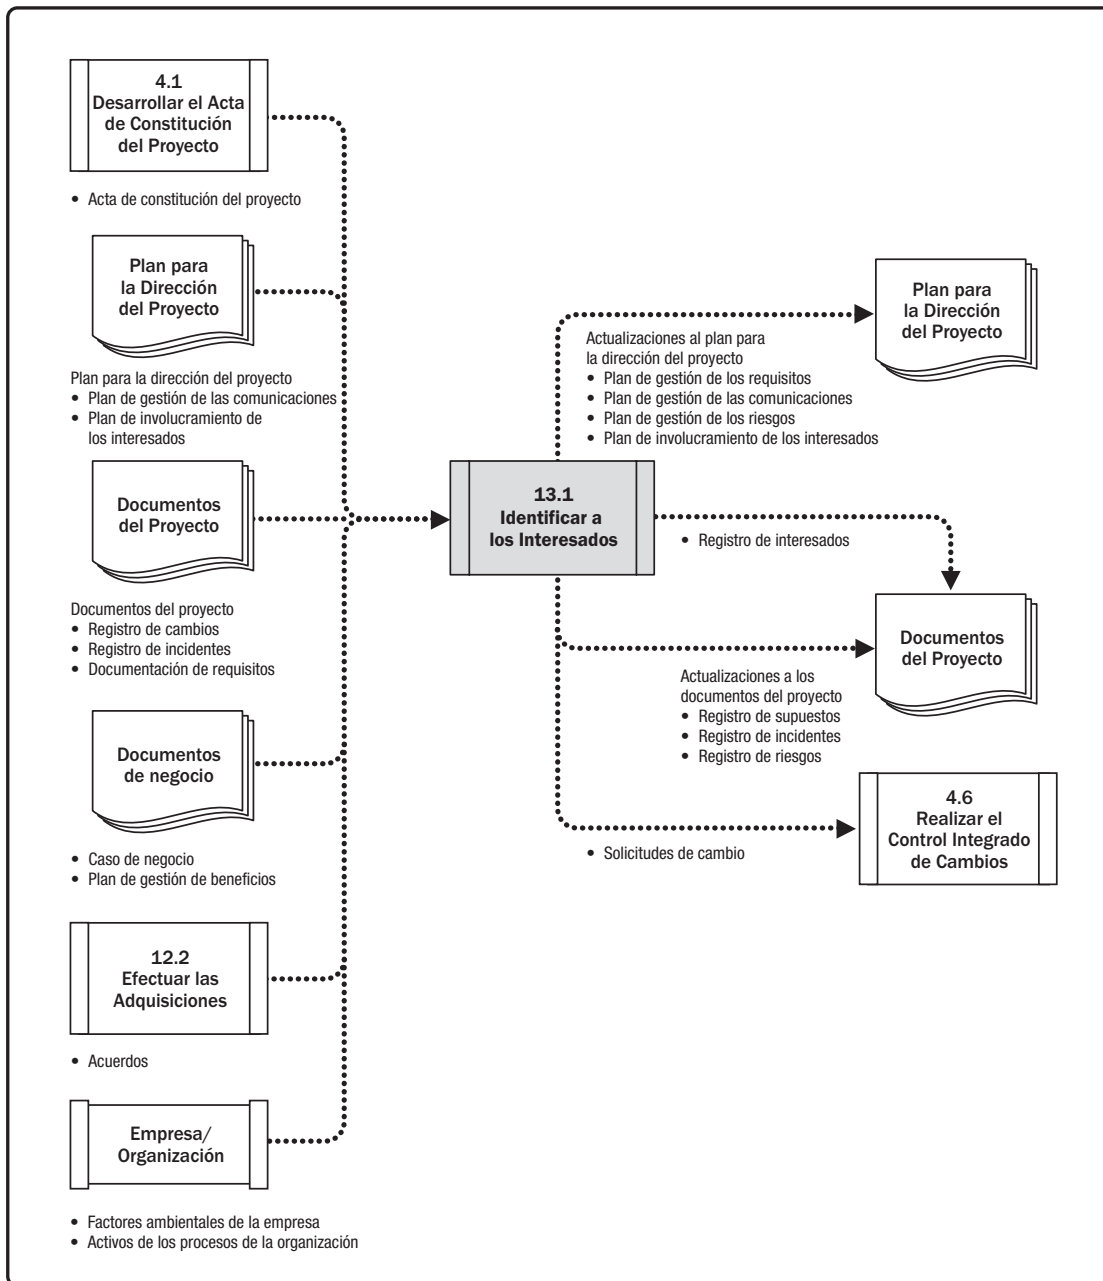 4.1
Desarrollar el Acta
de Constitución
del Proyecto
• Acta de constitución del proyecto
Plan para
la Dirección
del Proyecto
Plan para la dirección del proyecto
• Plan de gestión de las comunicaciones
• Plan de involucramiento de
los interesados
Documentos
del Proyecto
Documentos del proyecto
• Registro de cambios
• Registro de incidentes
• Documentación de requisitos
Documentos
de negocio
• Caso de negocio
• Plan de gestión de beneficios
12.2
Efectuar las
Adquisiciones
• Acuerdos
Empresa/
Organización
• Factores ambientales de la empresa
• Activos de los procesos de la organización
13.1
Identificar a
los Interesados
Plan para
la Dirección
del Proyecto
Actualizaciones al plan para
la dirección del proyecto
• Plan de gestión de los requisitos
• Plan de gestión de las comunicaciones
• Plan de gestión de los riesgos
• Plan de involucramiento de los interesados
• Registro de interesados
Documentos
del Proyecto
Actualizaciones a los
documentos del proyecto
• Registro de supuestos
• Registro de incidentes
• Registro de riesgos
4.6
Realizar el
Control Integrado
de Cambios
• Solicitudes de cambio